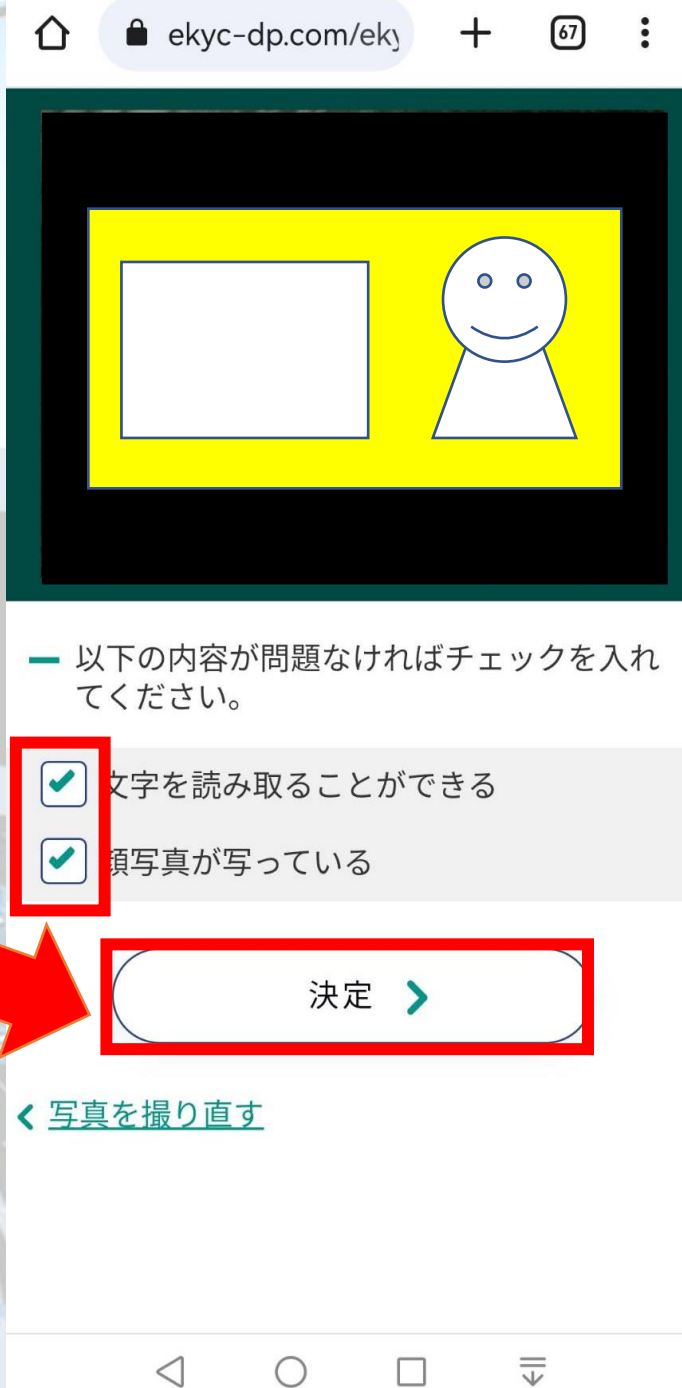 ekyc-dp.com/eky
67
以下の内容が問題なければチェックを入れ
てください。
文字を読み取ることができる
顔写真が写っている
決定
写真を撮り直す